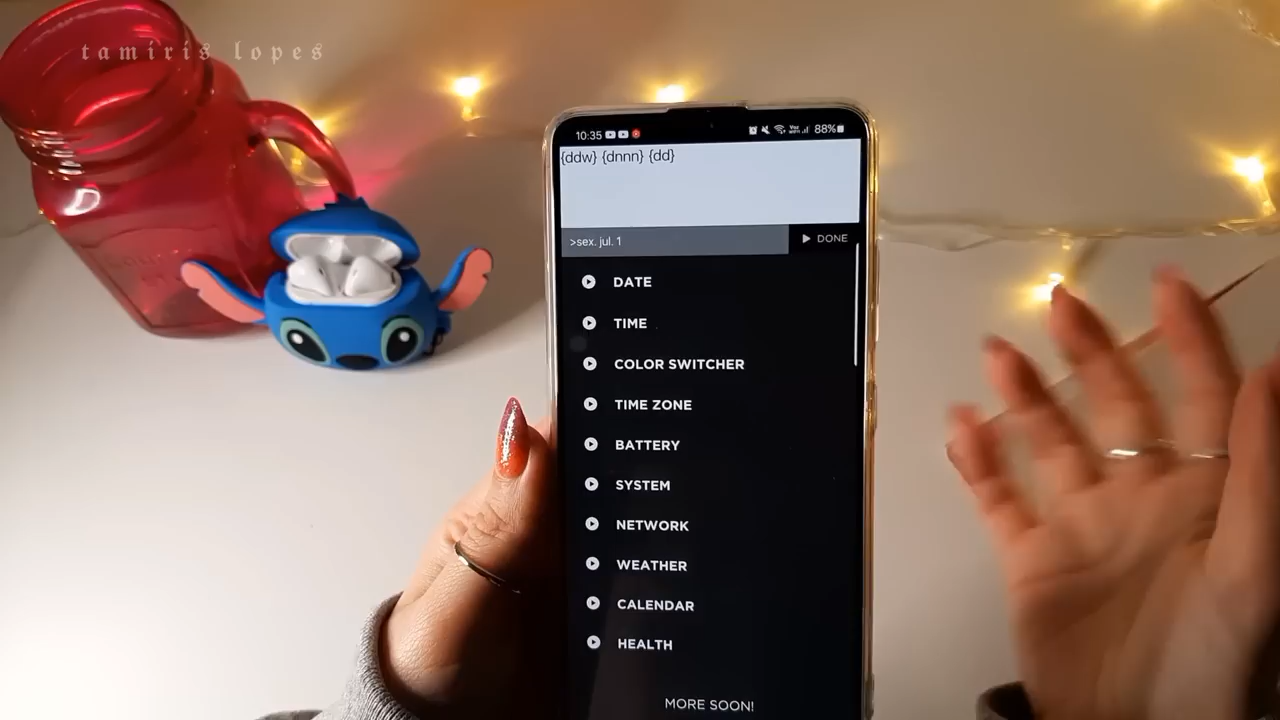 tamiris lopes
10:35
88%
{ddw} {dnnn} {dd}
>sex. jul. 1
DONE
DATE
TIME
COLOR SWITCHER
TIME ZONE
BATTERY
SYSTEM
NETWORK
WEATHER
CALENDAR
HEALTH
MORE SOON!